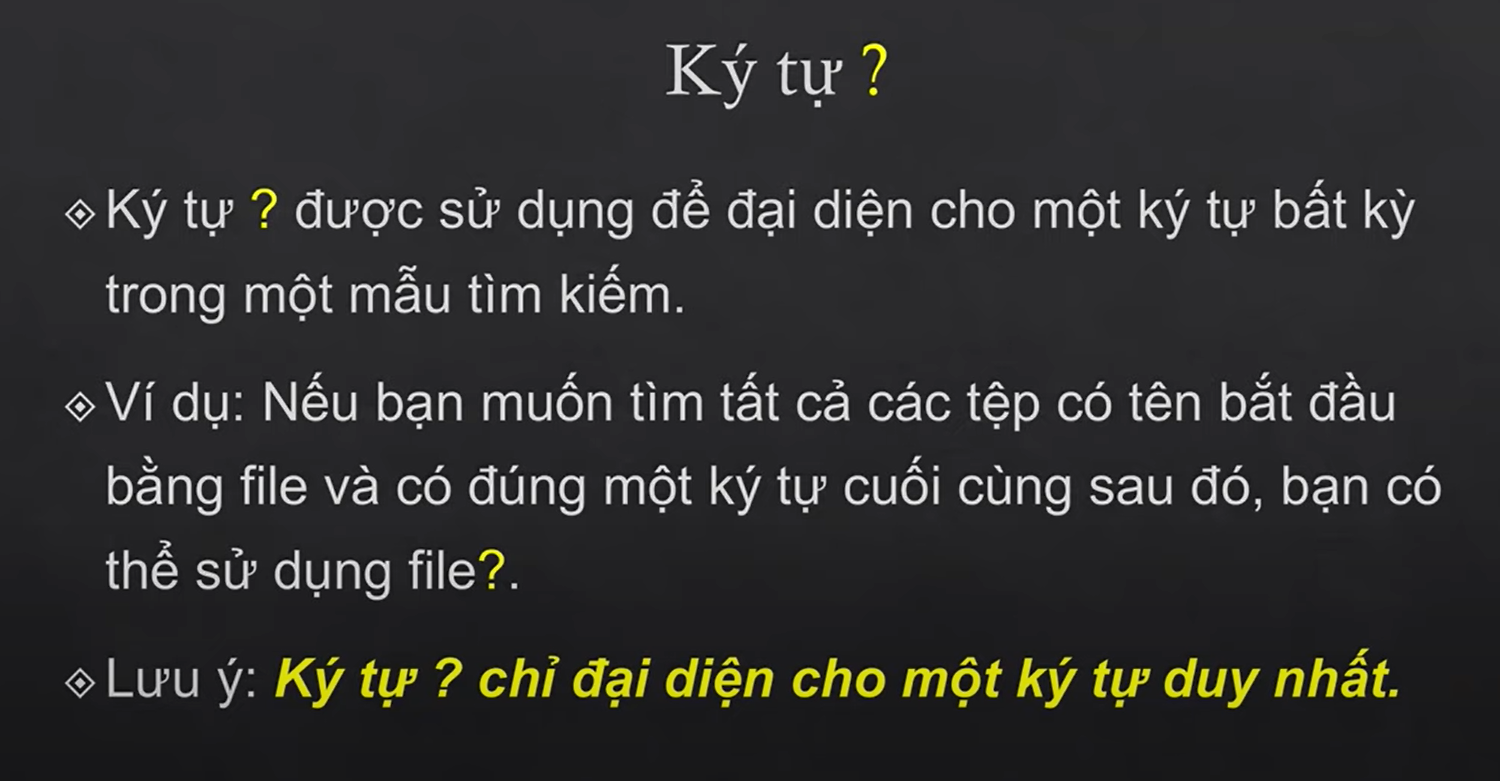 Ký tự ?
Ký tự ? được sử dụng để đại diện cho một ký tự bất kỳ
trong một mẫu tìm kiếm.
Ví dụ: Nếu bạn muốn tìm tất cả các tệp có tên bắt đầu
bằng file và có đúng một ký tự cuối cùng sau đó, bạn có
thể sử dụng file?.
Lưu ý: Ký tự ? chỉ đại diện cho một ký tự duy nhất.